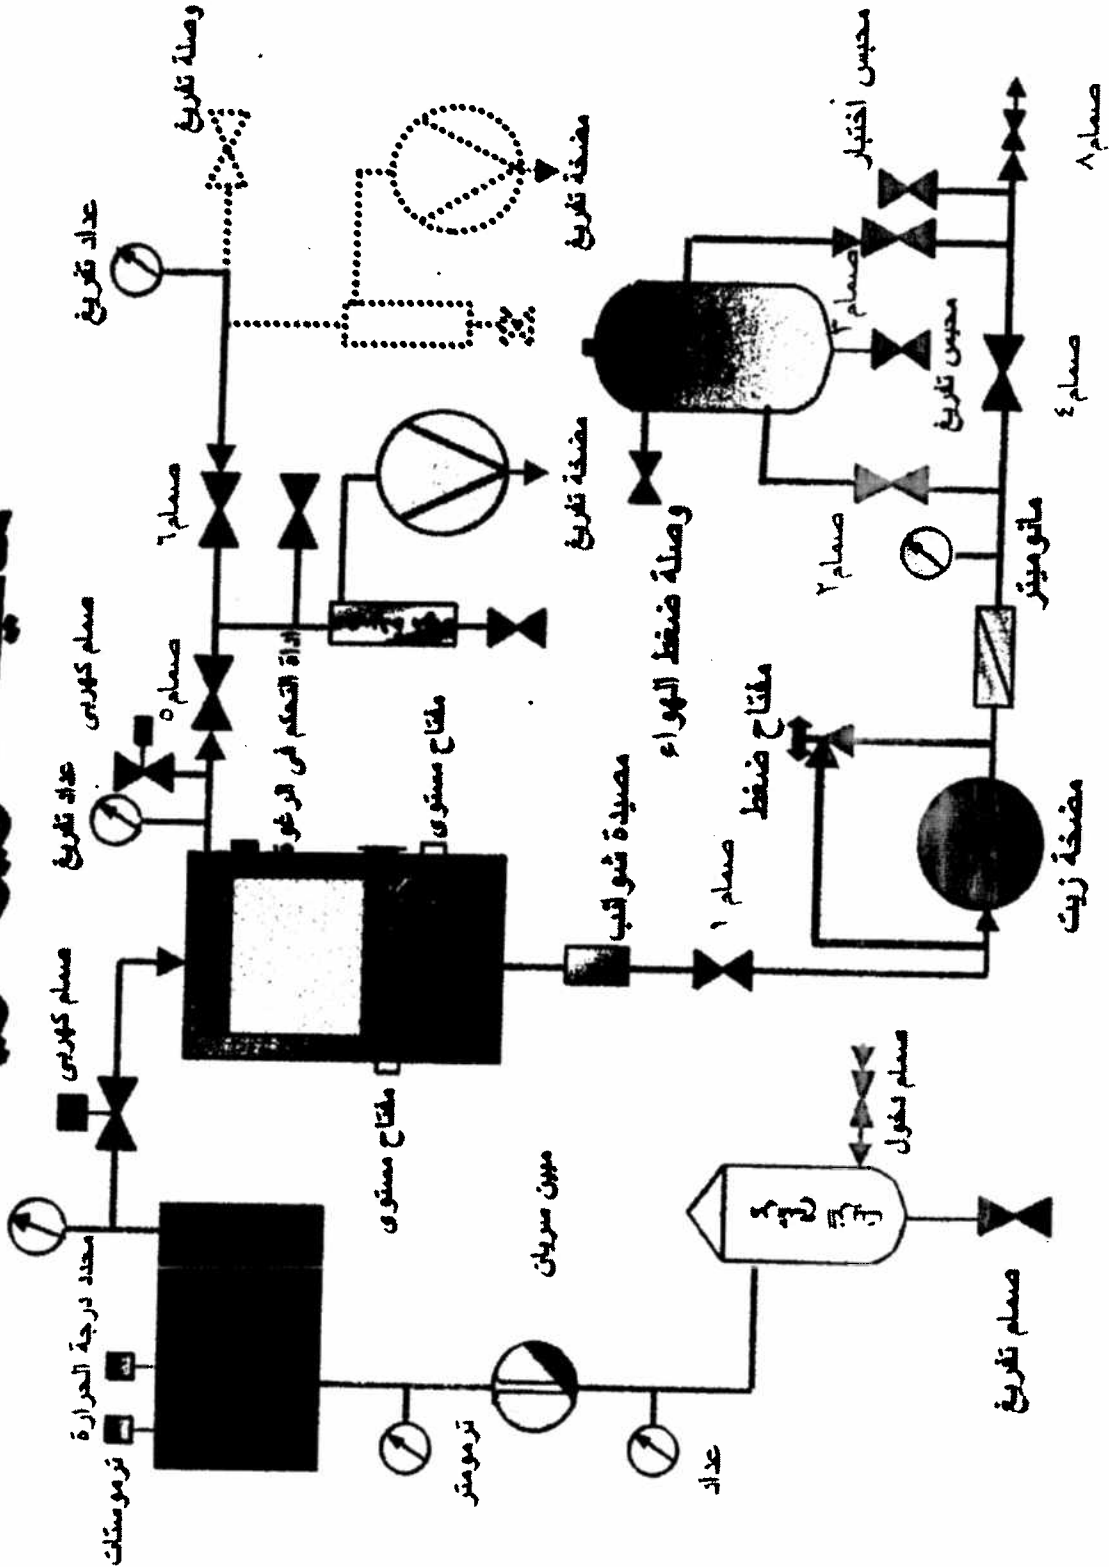 وصلة تفريغ
عداد تفريغ
مضخة تفريغ
صمام ٦
صمام كهربى
صمام ٥
عداد تفريغ
أداة التحكم فى الرغوة
مضخة تفريغ
صمام كهربى
مفتاح مستوى
مفتاح مستوى
محدد درجة الحرارة
ترموستات
ترمومتر
مبين سريان
عداد
صمام دخول
صمام تفريغ
مصيدة شوائب
صمام ١
مفتاح ضغط
مضخة زيت
مانوميتر
وصلة ضغط الهواء
صمام ٢
صمام ٣
محبس تفريغ
صمام ٤
محبس اختبار
صمام ٨